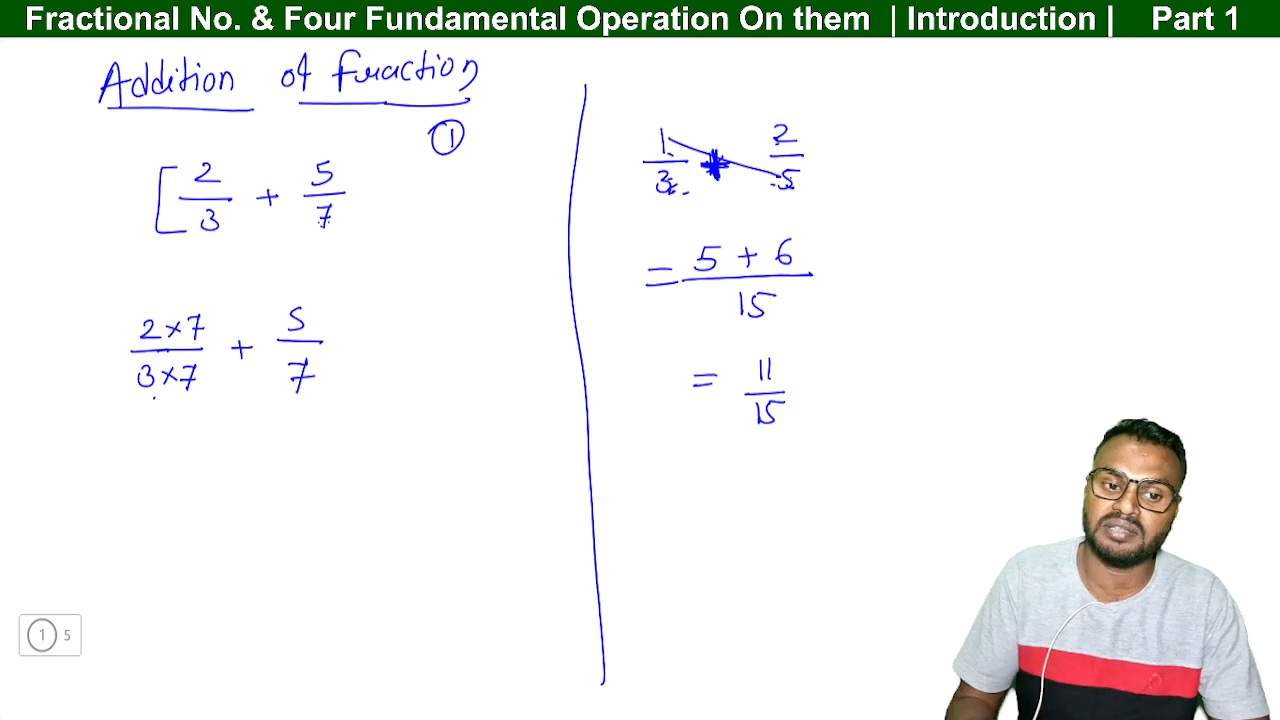 Fractional No. & Four Fundamental Operation On them | Introduction | Part 1
Addition of fraction
①
[2/3 + 5/7
2×7/3×7 + 5/7
1/3 + 2/5
= 5 + 6/15
= 11/15
1 5